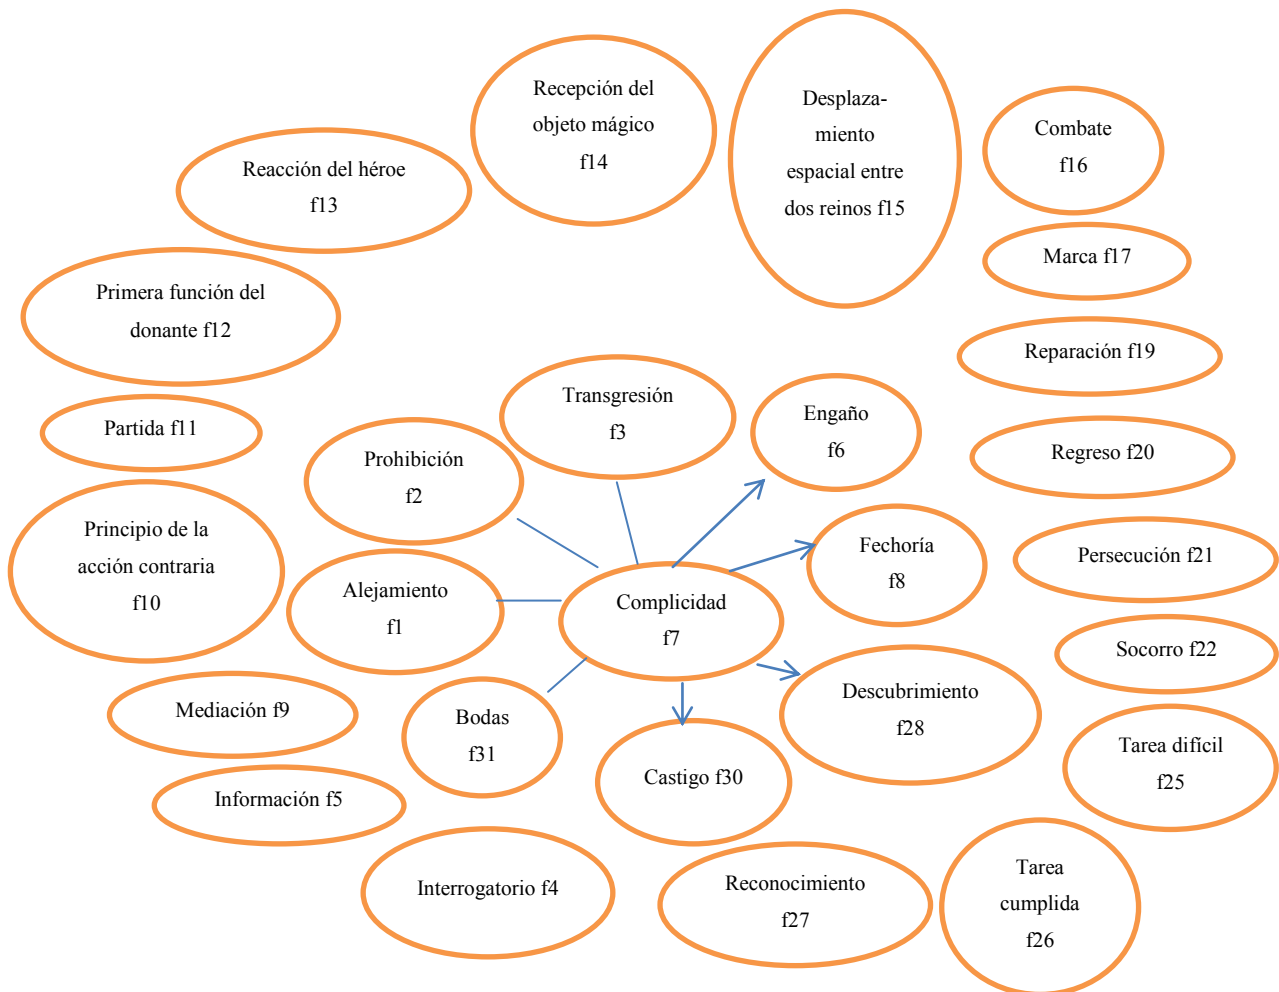 Recepción del
objeto mágico
f14
Desplaza-
miento
espacial entre
dos reinos f15
Combate
f16
Reacción del héroe
f13
Marca f17
Primera función del
donante f12
Reparación f19
Transgresión
f3
Engaño
f6
Partida f11
Prohibición
f2
Regreso f20
Principio de la
acción contraria
f10
Fechoría
f8
Persecución f21
Alejamiento
f1
Complicidad
f7
Socorro f22
Mediación f9
Bodas
f31
Descubrimiento
f28
Tarea difícil
f25
Información f5
Castigo f30
Interrogatorio f4
Reconocimiento
f27
Tarea
cumplida
f26